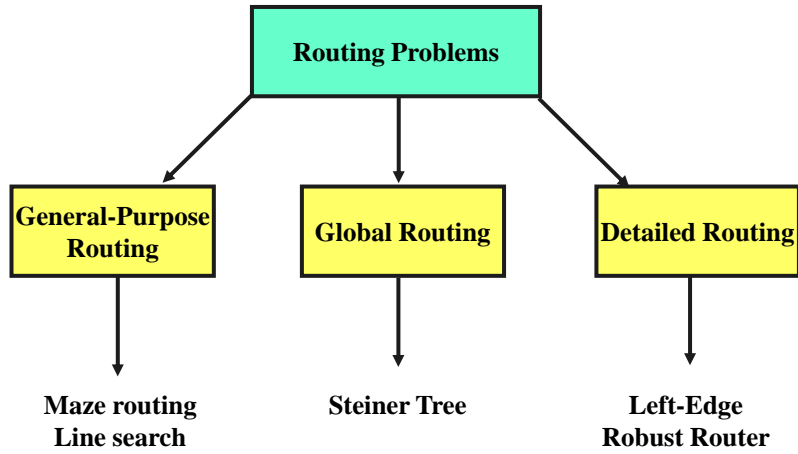 Routing Problems
General-Purpose
Routing
Global Routing
Detailed Routing
Maze routing
Line search
Steiner Tree
Left-Edge
Robust Router